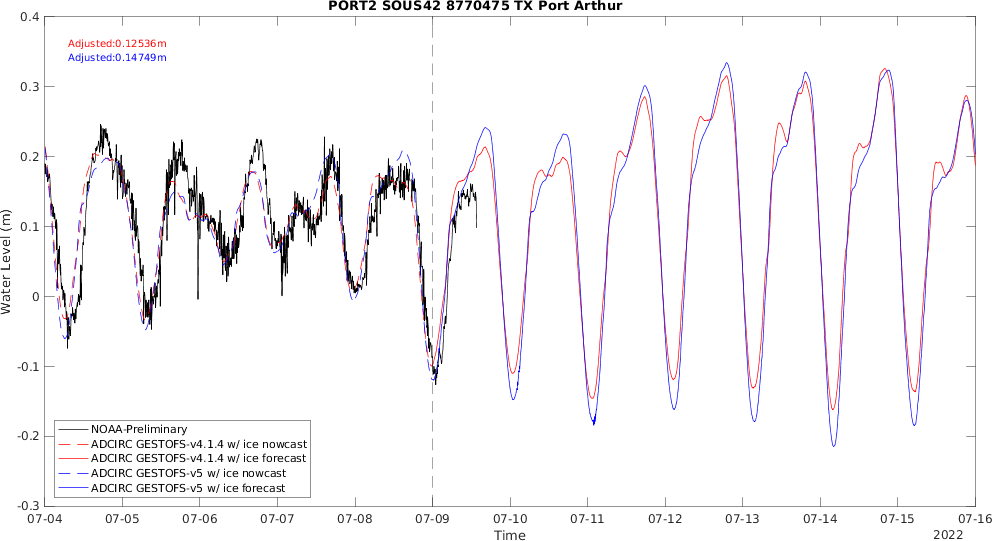 PORT2 SOUS42 8770475 TX Port Arthur
Adjusted:0.12536m
Adjusted:0.14749m
Water Level (m)
0.4
0.3
0.2
0.1
0
-0.1
-0.2
-0.3
NOAA-Preliminary
ADCIRC GESTOFS-v4.1.4 w/ ice nowcast
ADCIRC GESTOFS-v4.1.4 w/ ice forecast
ADCIRC GESTOFS-v5 w/ ice nowcast
ADCIRC GESTOFS-v5 w/ ice forecast
07-04 07-05 07-06 07-07 07-08 07-09 07-10 07-11 07-12 07-13 07-14 07-15 07-16
Time
2022